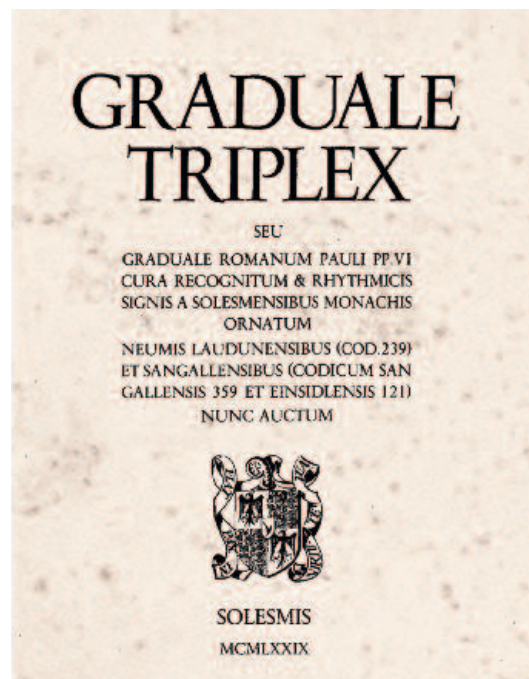 GRADUALE
TRIPLEX
SEU
GRADUALE ROMANUM PAULI PP.VI
CURA RECOGNITUM & RHYTHMICIS
SIGNIS A SOLESMENSIBUS MONACHIS
ORNATUM
NEUMIS LAUDUNENSIBUS (COD.239)
ET SANGALLENSIBUS (CODICUM SAN
GALLENSIS 359 ET EINSIDLENSIS 121)
NUNC AUCTUM
SOLESMIS
MCMLXXIX